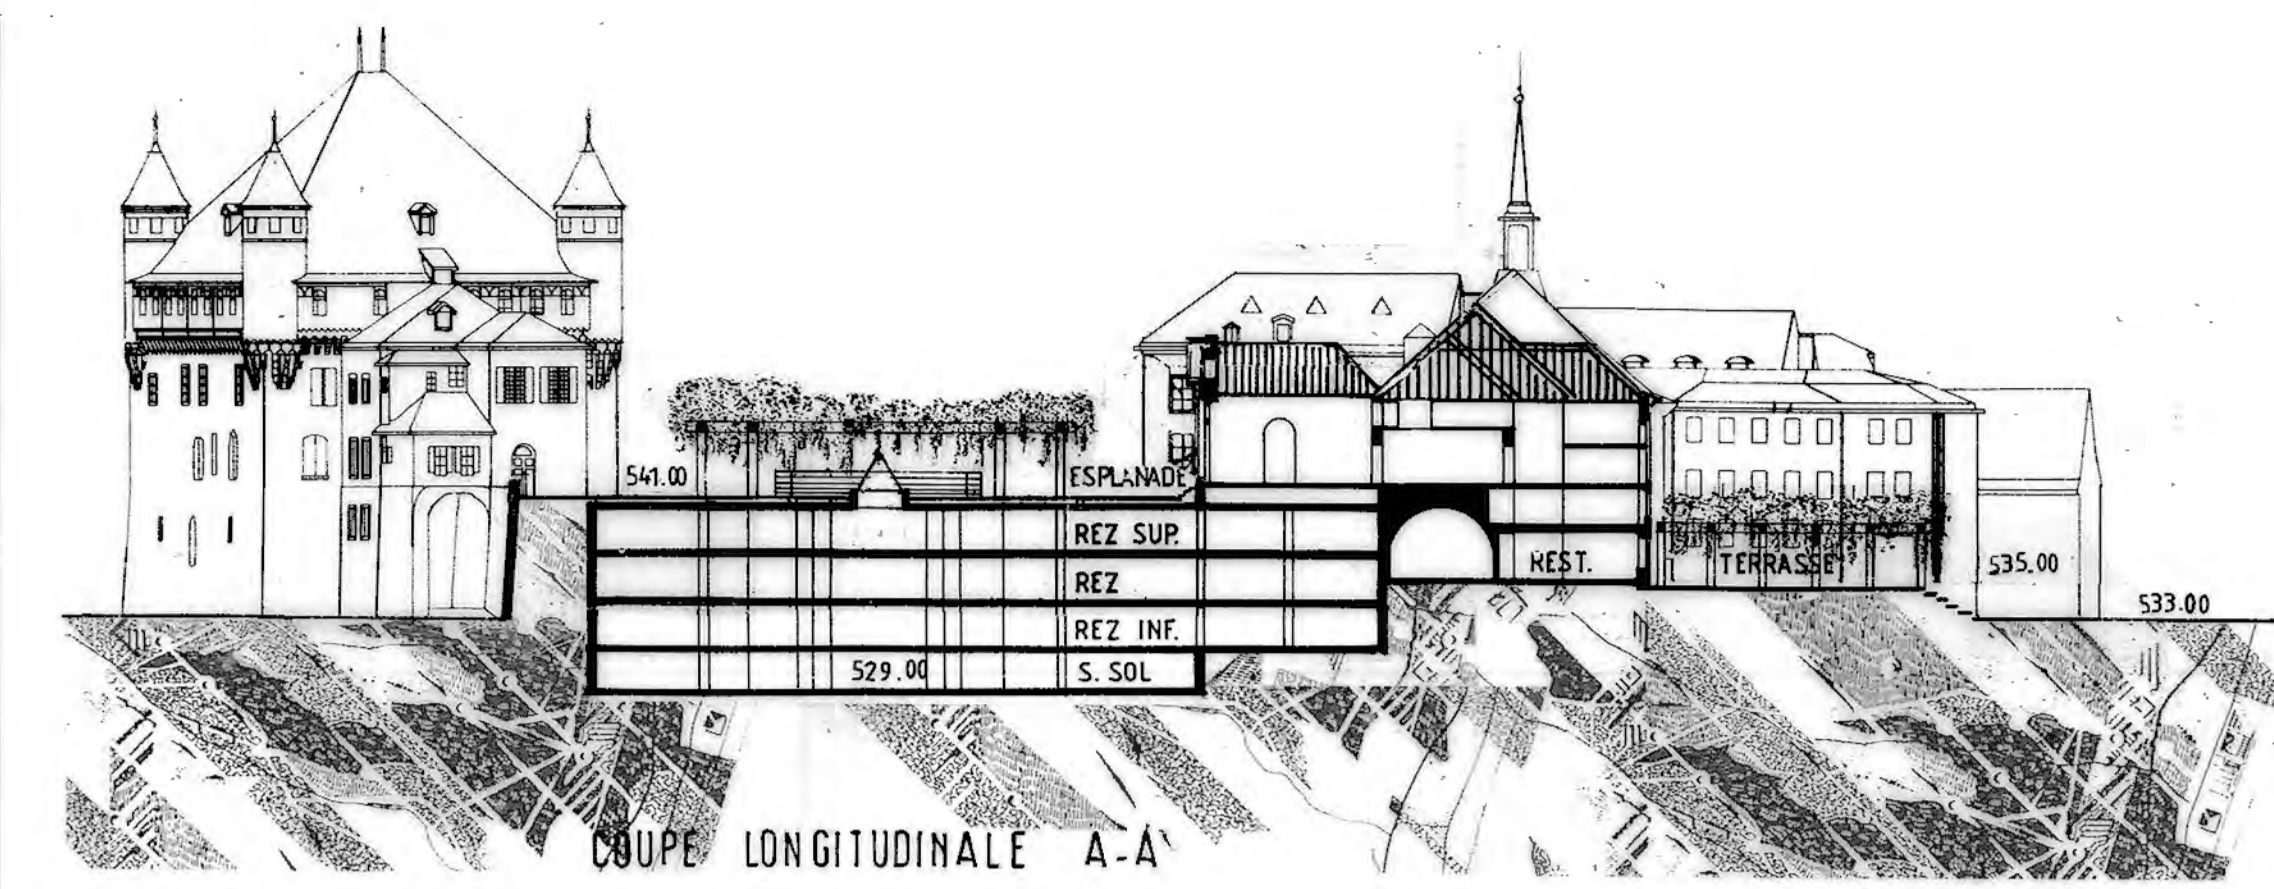 541.00
ESPLANADE
REZ SUP.
REZ
REZ INF.
529.00 S. SOL
REST.
TERRASSE
535.00
533.00
COUPE LONGITUDINALE A-A'